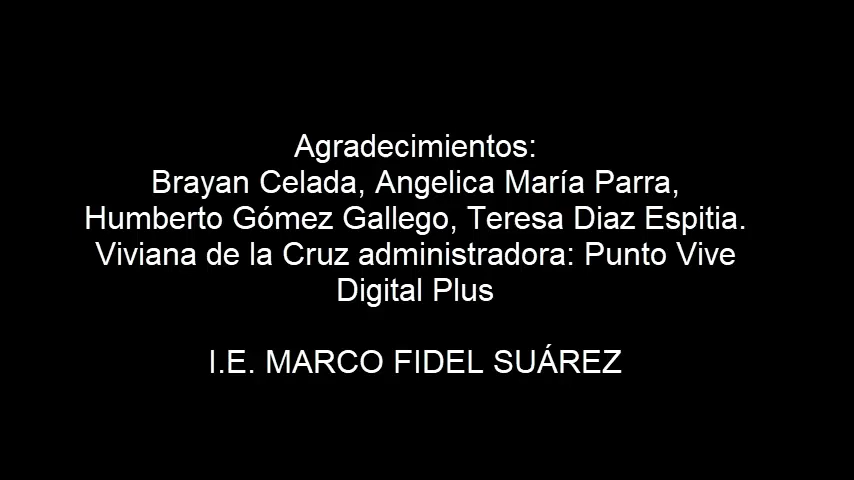 Agradecimientos:
Brayan Celada, Angelica María Parra,
Humberto Gómez Gallego, Teresa Diaz Espitia.
Viviana de la Cruz administradora: Punto Vive
Digital Plus
I.E. MARCO FIDEL SUÁREZ